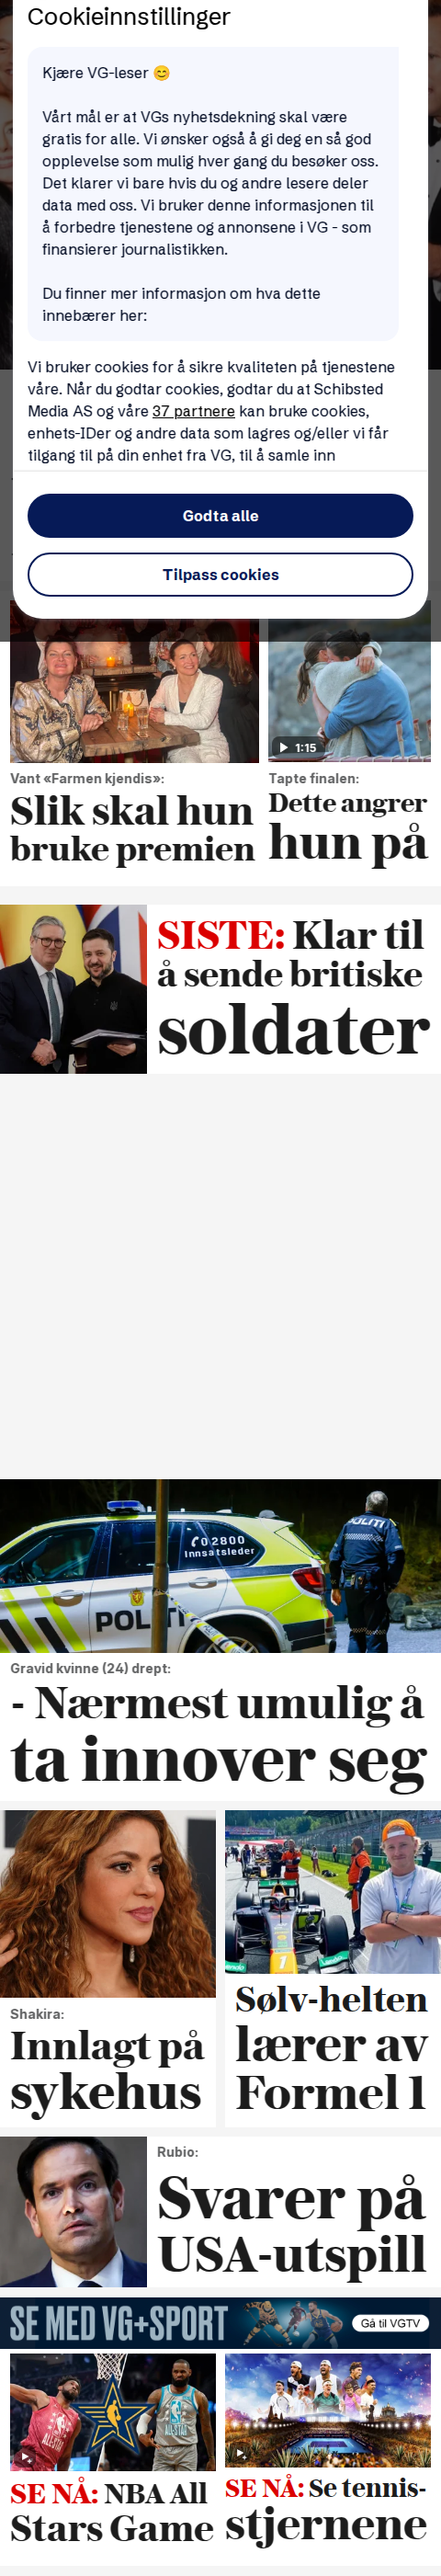 Cookieinnstillinger
Kjære VG-leser 😊
Vårt mål er at VGs nyhetsdekning skal være
gratis for alle. Vi ønsker også å gi deg en så god
opplevelse som mulig hver gang du besøker oss.
Det klarer vi bare hvis du og andre lesere deler
data med oss. Vi bruker denne informasjonen til
å forbedre tjenestene og annonsene i VG - som
finansierer journalistikken.
Du finner mer informasjon om hva dette
innebærer her:
Vi bruker cookies for å sikre kvaliteten på tjenestene
våre. Når du godtar cookies, godtar du at Schibsted
Media AS og våre 37 partnere kan bruke cookies,
enhets-IDer og andre data som lagres og/eller vi får
tilgang til på din enhet fra VG, til å samle inn
Godta alle
Tilpass cookies
1:15
Vant «Farmen kjendis»:
Slik skal hun
bruke premien
Tapte finalen:
Dette angrer
hun på
SISTE: Klar til
å sende britiske
soldater
02800
Innsatsleder
POLITI
POLITI
Gravid kvinne (24) drept:
- Nærmest umulig å
ta innover seg
Shakira:
Innlagt på
sykehus
1
Sølv-helten
lærer av
Formel 1
Rubio:
Svarer på
USA-utspill
SE MED VG+SPORT
Gå til VGTV
SE NÅ: NBA All
Stars Game
SE NÅ: Se tennis-
stjernene